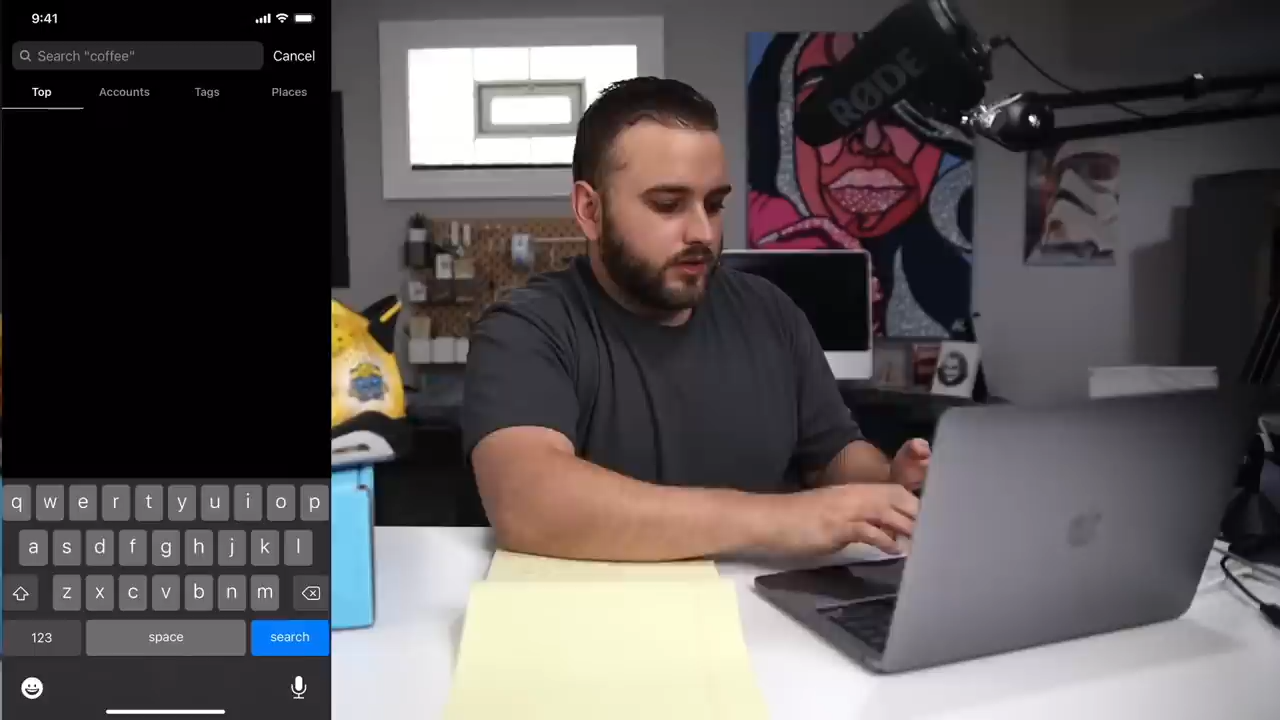 9:41
Search "coffee"
Cancel
Top
Accounts
Tags
Places
q w e r t y u i o p
a s d f g h j k l
z x c v b n m
123
space
search
RØDE